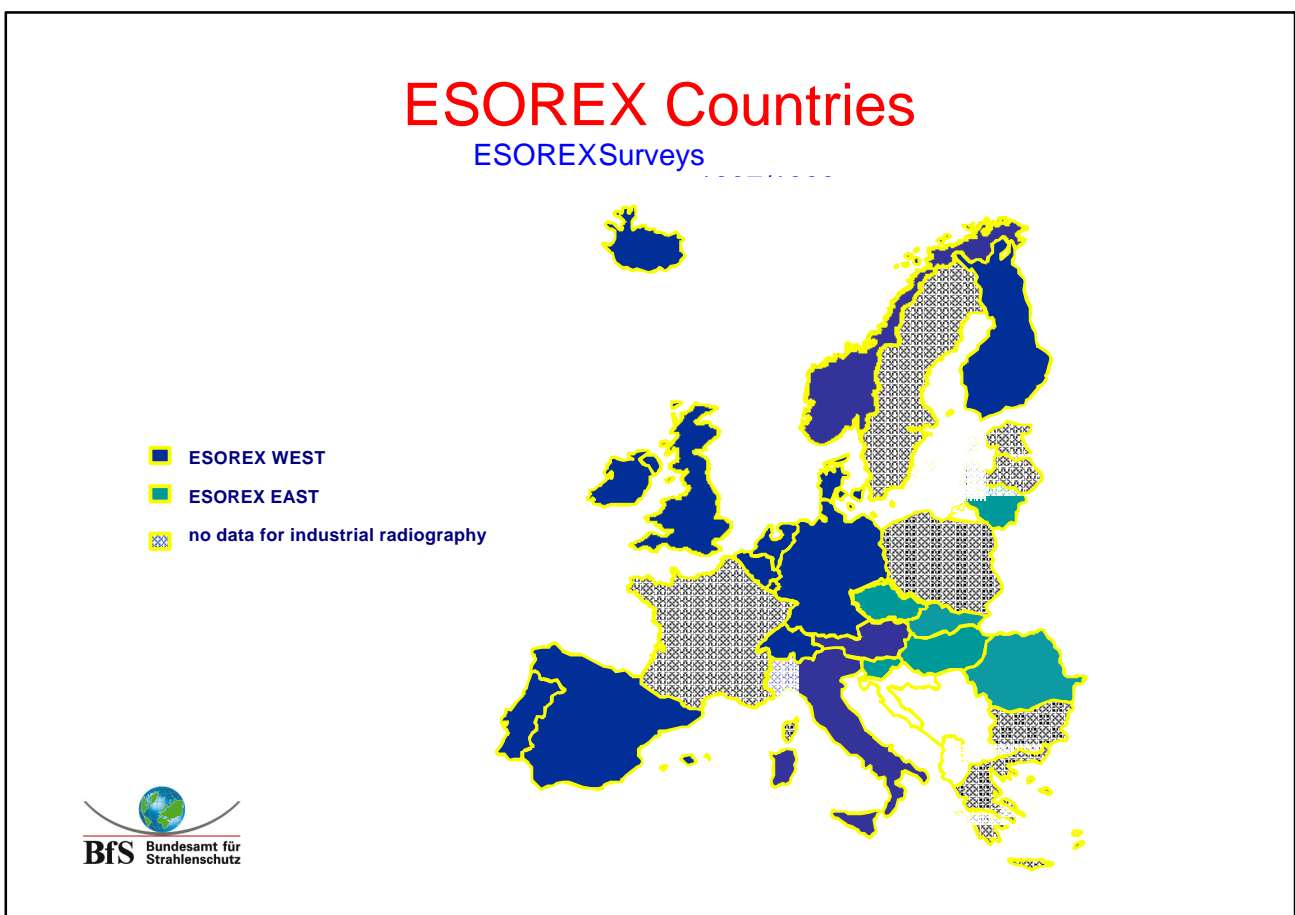 ESOREX Countries
ESOREXSurveys
ESOREX WEST
ESOREX EAST
no data for industrial radiography
BfS Bundesamt für
Strahlenschutz